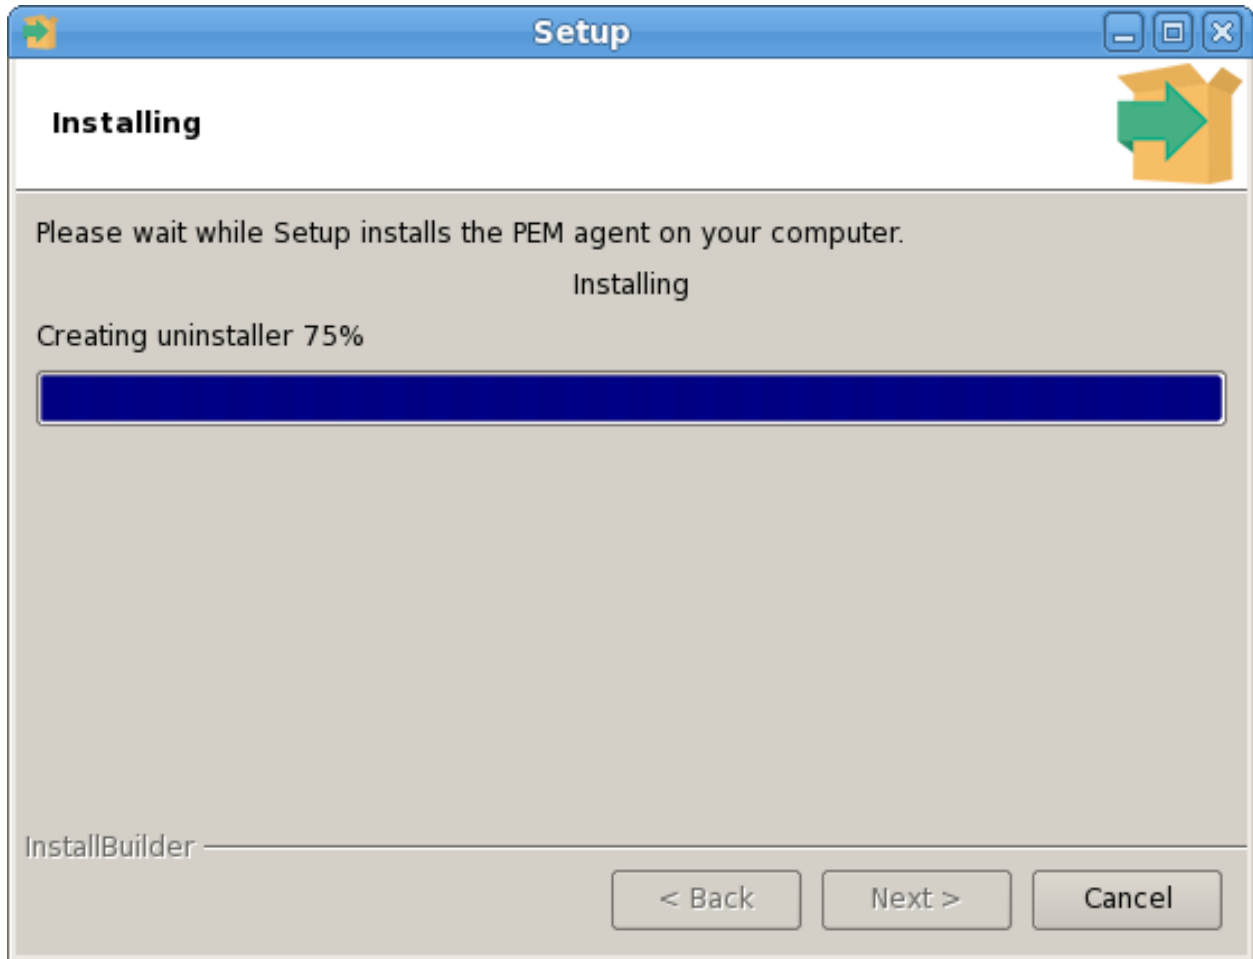 Setup
Installing
Please wait while Setup installs the PEM agent on your computer.
Installing
Creating uninstaller 75%
InstallBuilder
< Back
Next >
Cancel